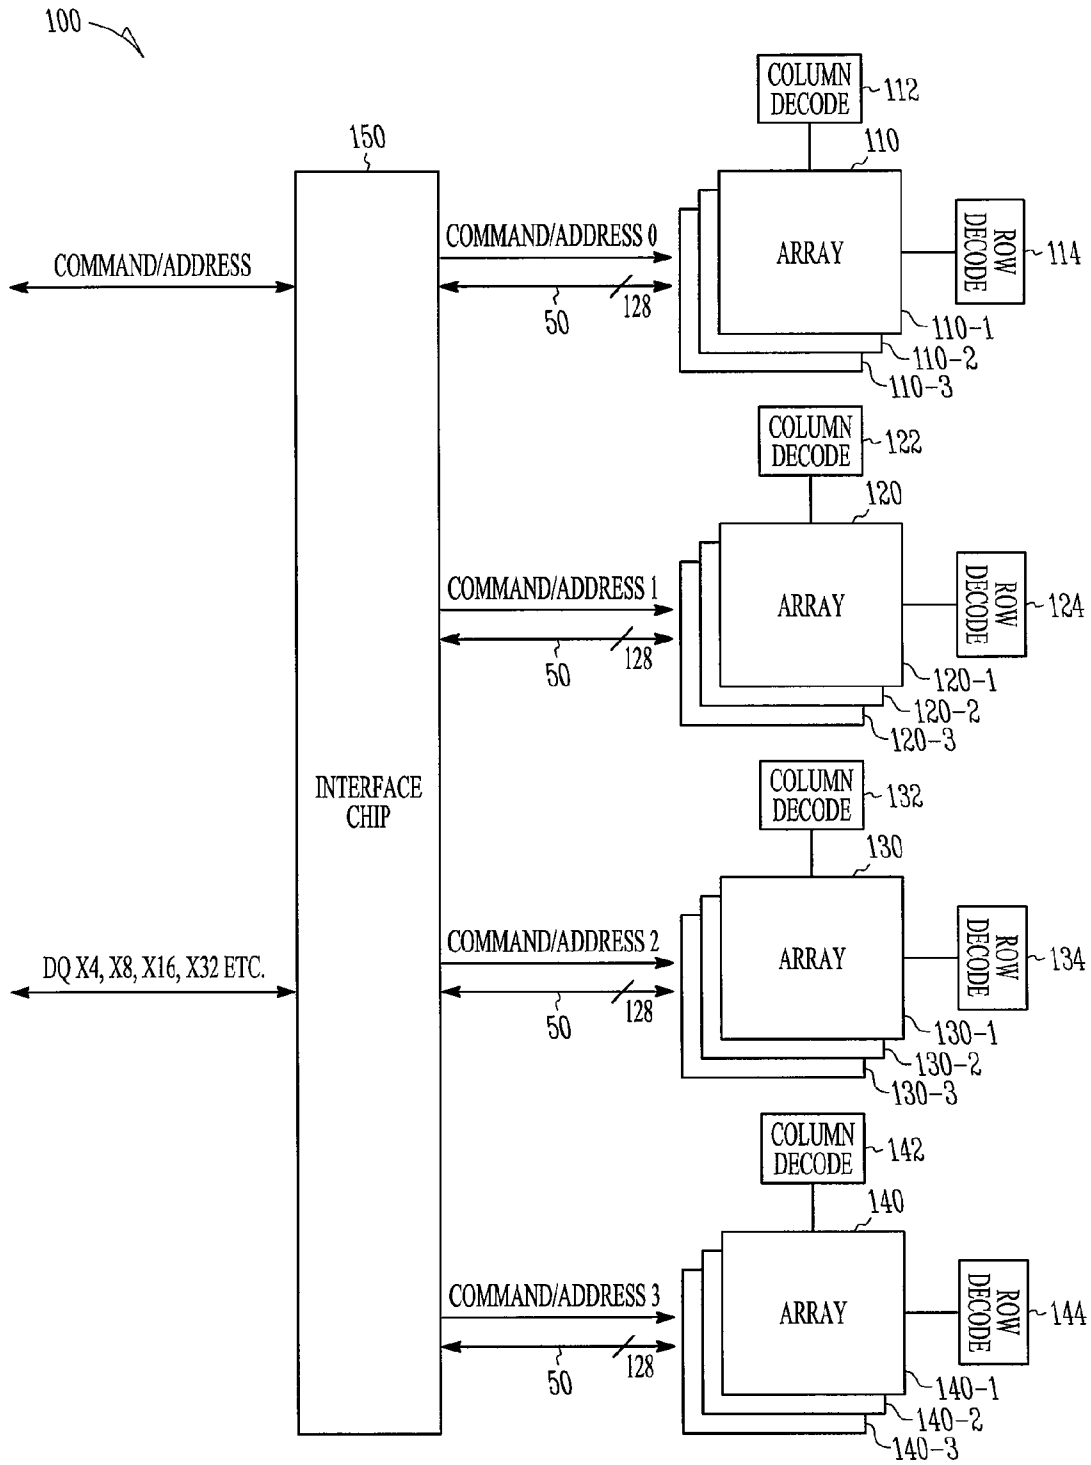 100
COLUMN
DECODE
112
150
110
COMMAND/ADDRESS 0
ARRAY
ROW
DECODE
114
COMMAND/ADDRESS
50
128
110-1
110-2
110-3
COLUMN
DECODE
122
120
COMMAND/ADDRESS 1
ARRAY
ROW
DECODE
124
50
128
120-1
120-2
120-3
INTERFACE
CHIP
COLUMN
DECODE
132
130
COMMAND/ADDRESS 2
ARRAY
ROW
DECODE
134
DQ X4, X8, X16, X32 ETC.
50
128
130-1
130-2
130-3
COLUMN
DECODE
142
140
COMMAND/ADDRESS 3
ARRAY
ROW
DECODE
144
50
128
140-1
140-2
140-3